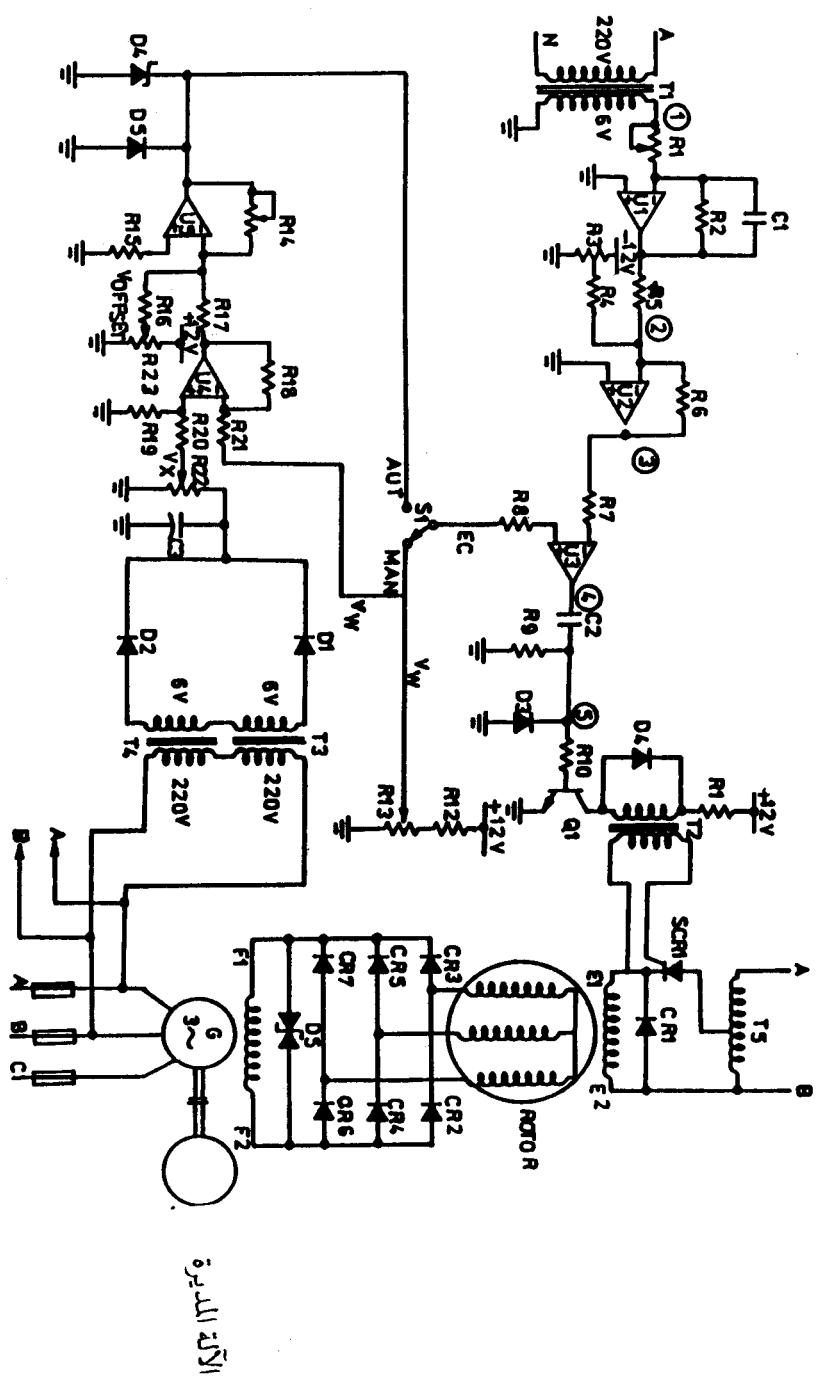 A
N
220V
6V
T1
①
R1
C1
R2
U1
-12V
R3
R4
R5
②
R6
U2
③
R7
U3
R8
EC
S1
AUT
MAN
④
C2
R9
D3
⑤
R10
Q1
D4
T2
R1
+12V
SCR1
A
B
T5
CR1
E1
E2
ROTOR
CR3
CR5
CR7
CR2
CR4
CR6
D5
F1
F2
+12V
R12
R13
VW
VW
D4
D5
U5
R14
R15
R16
VOFFSET
R17
+12V
R23
U4
R18
R19
R20
R21
R22
VX
C3
D1
D2
6V
6V
T3
T4
220V
220V
A
B
A
B
C1
G
3~
الآلة المديرة